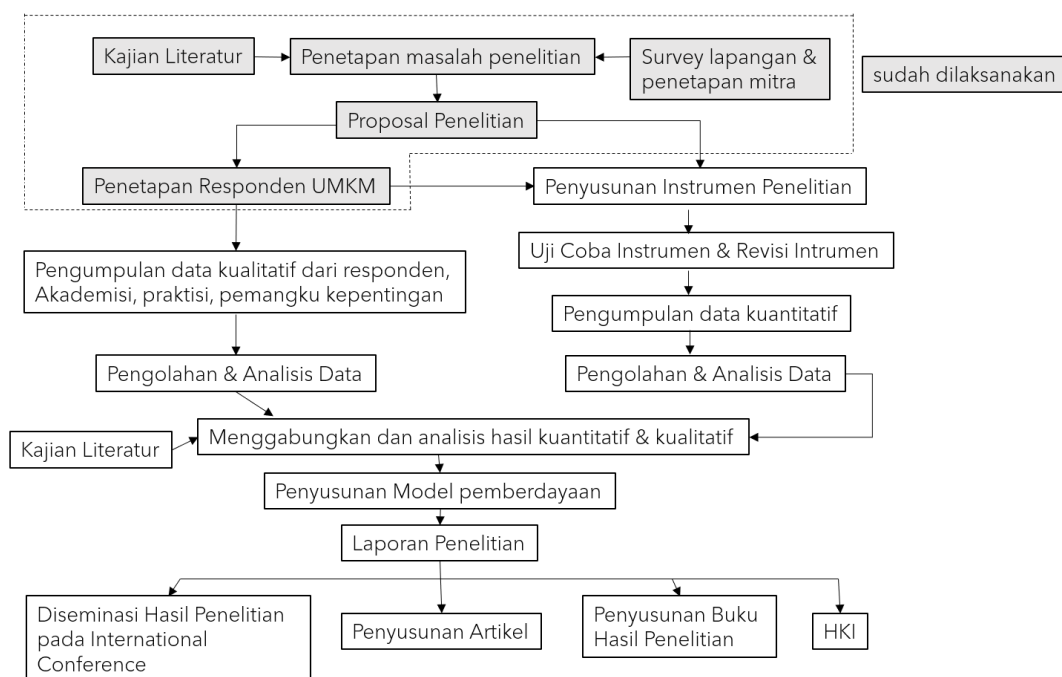 Kajian Literatur
Penetapan masalah penelitian
Survey lapangan &
penetapan mitra
sudah dilaksanakan
Proposal Penelitian
Penetapan Responden UMKM
Penyusunan Instrumen Penelitian
Uji Coba Instrumen & Revisi Intrumen
Pengumpulan data kualitatif dari responden,
Akademisi, praktisi, pemangku kepentingan
Pengumpulan data kuantitatif
Pengolahan & Analisis Data
Pengolahan & Analisis Data
Menggabungkan dan analisis hasil kuantitatif & kualitatif
Kajian Literatur
Penyusunan Model pemberdayaan
Laporan Penelitian
Diseminasi Hasil Penelitian
pada International
Conference
Penyusunan Artikel
Penyusunan Buku
Hasil Penelitian
HKI